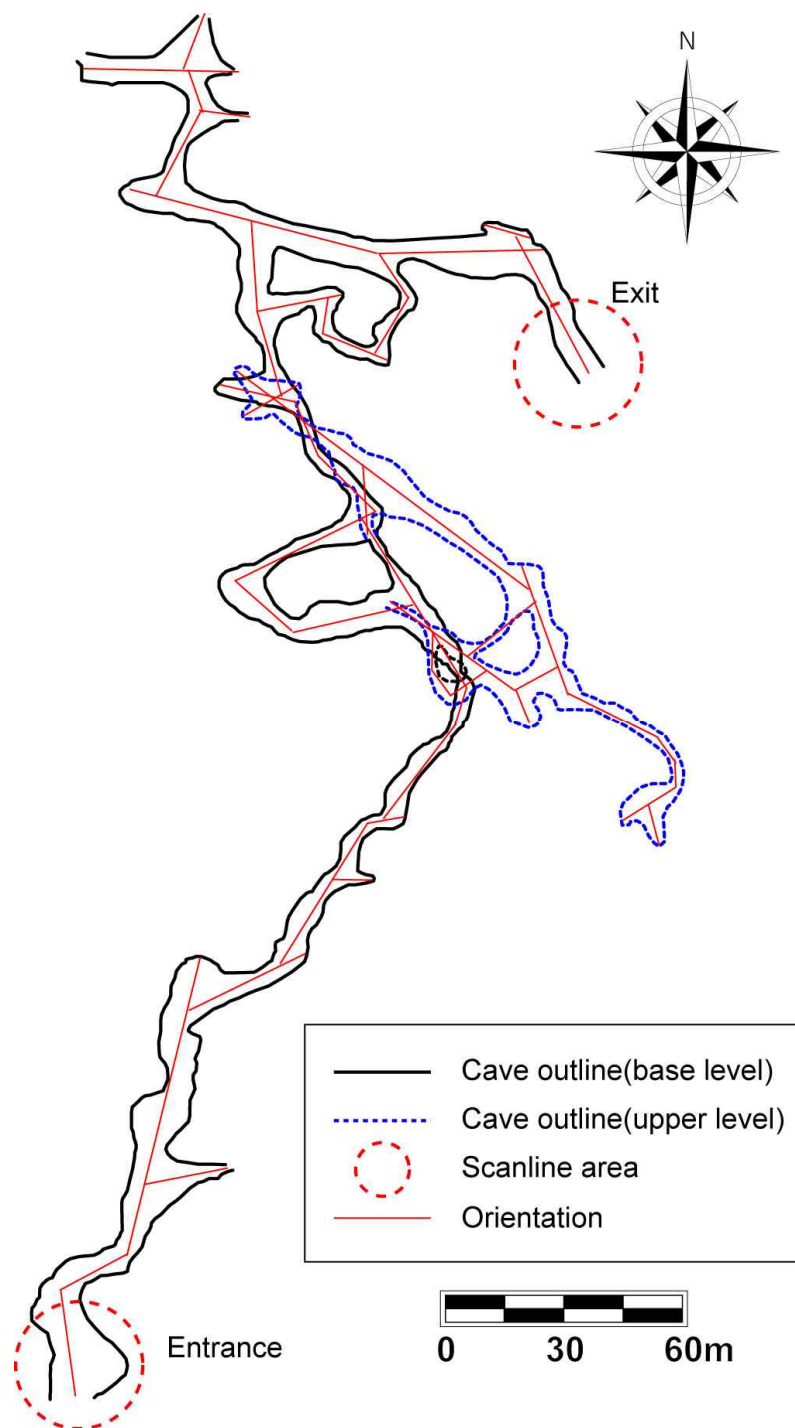 N
Exit
Cave outline(base level)
Cave outline(upper level)
Scanline area
Orientation
Entrance
0 30 60m